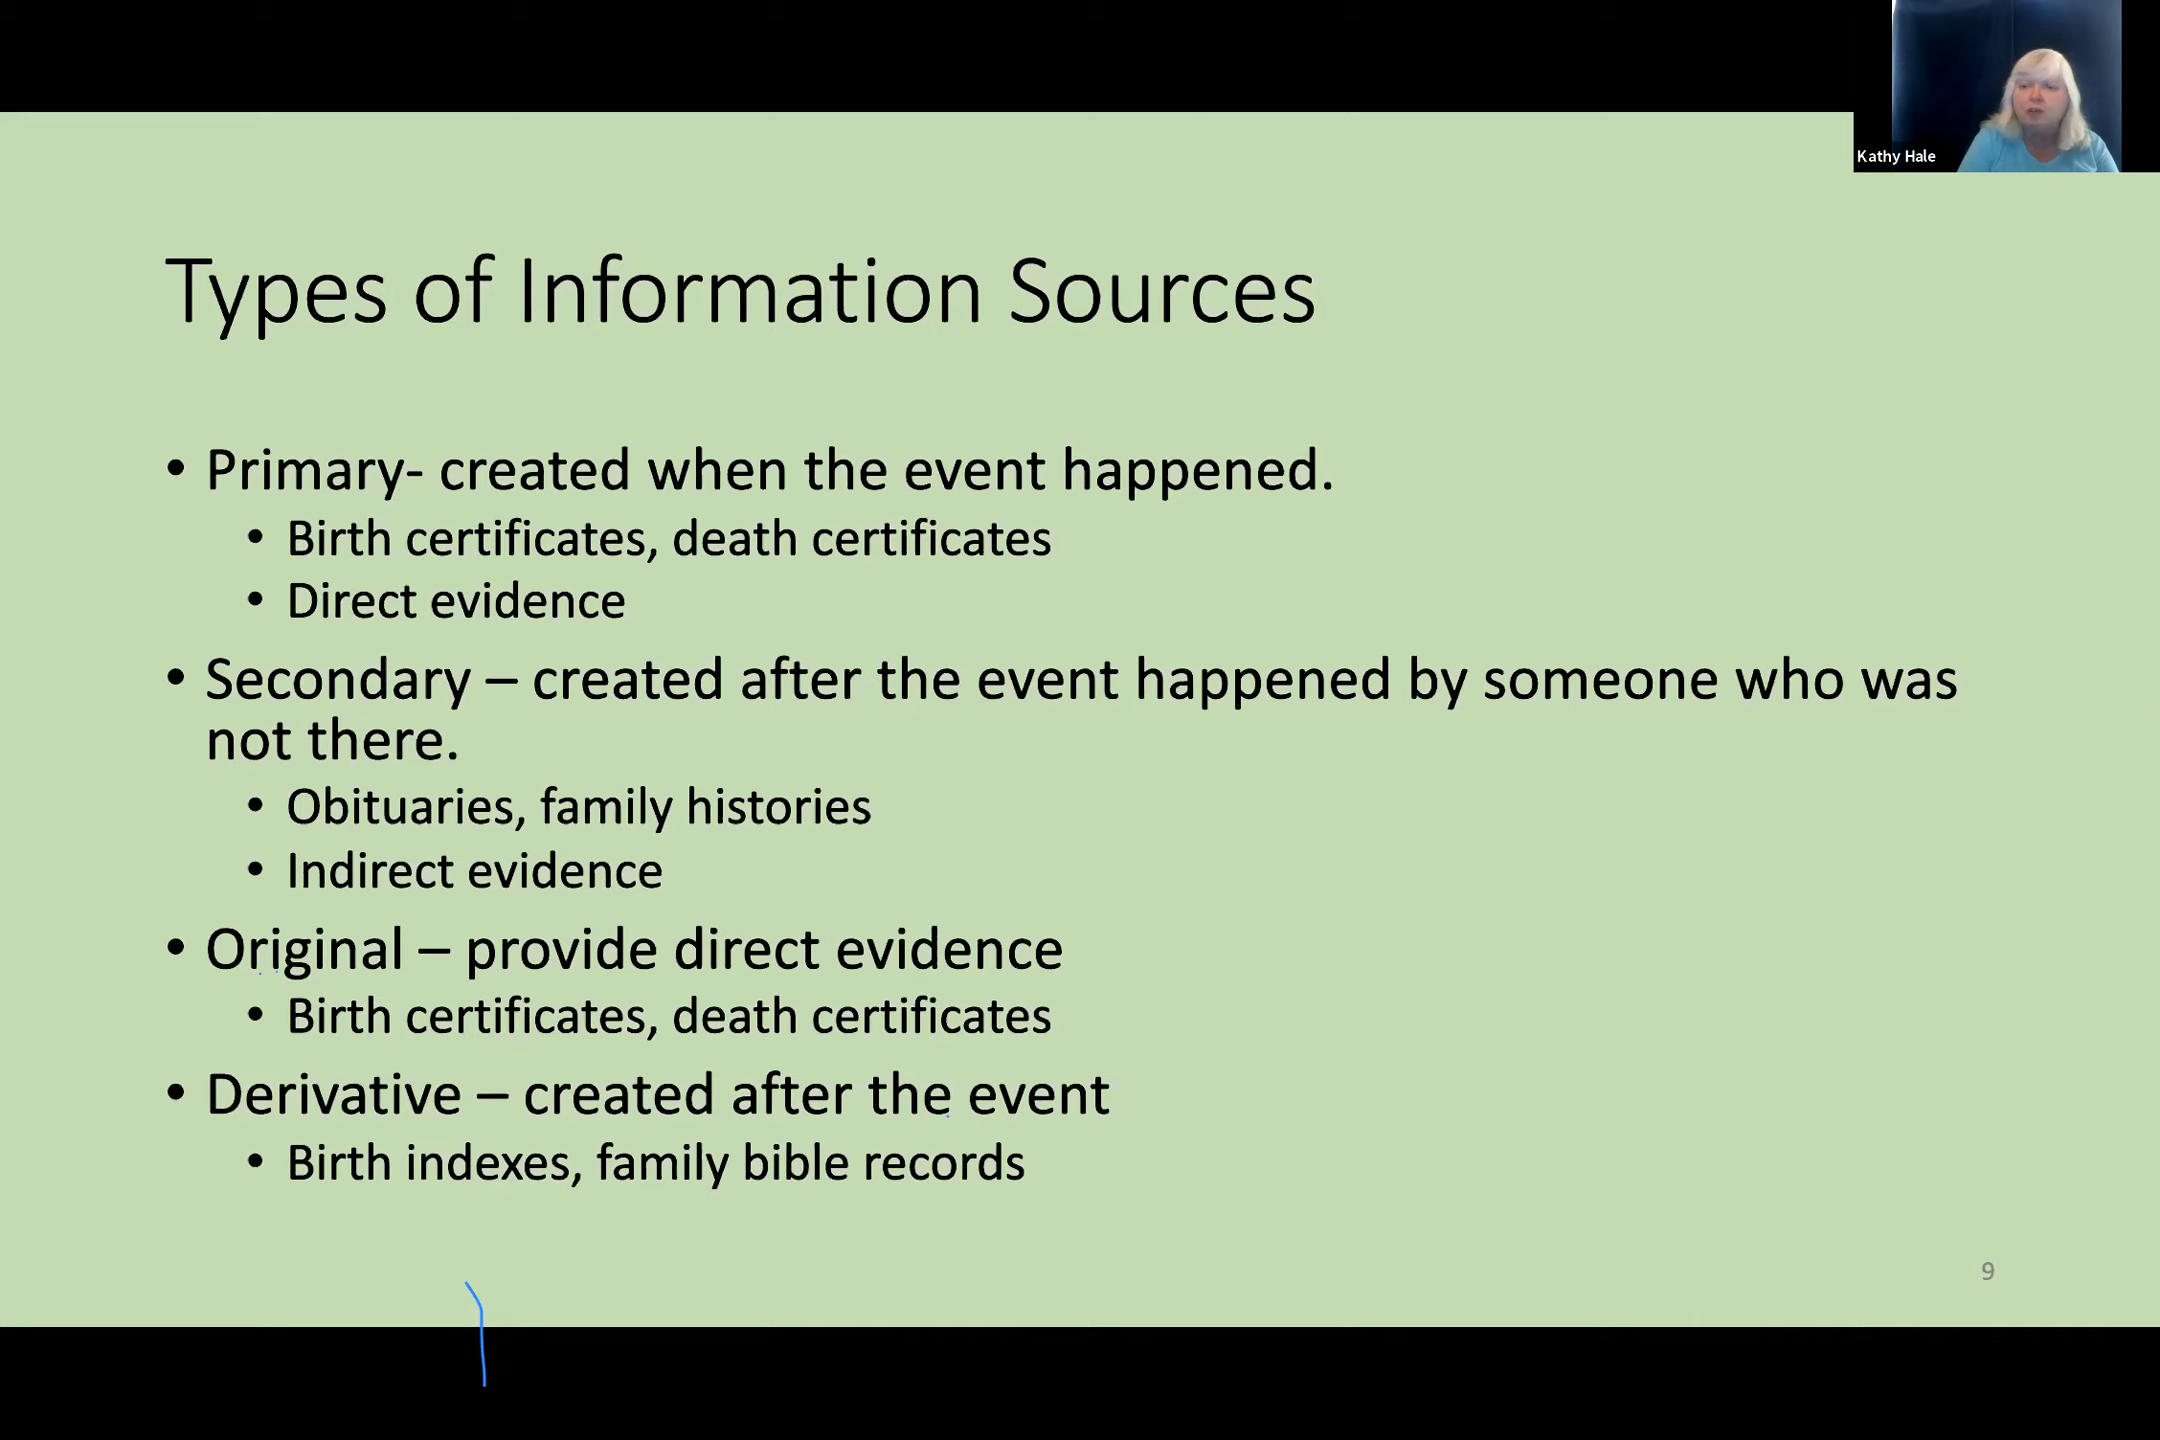 Kathy Hale
Types of Information Sources
• Primary- created when the event happened.
• Birth certificates, death certificates
• Direct evidence
• Secondary – created after the event happened by someone who was
not there.
• Obituaries, family histories
• Indirect evidence
• Original – provide direct evidence
• Birth certificates, death certificates
• Derivative – created after the event
• Birth indexes, family bible records
9